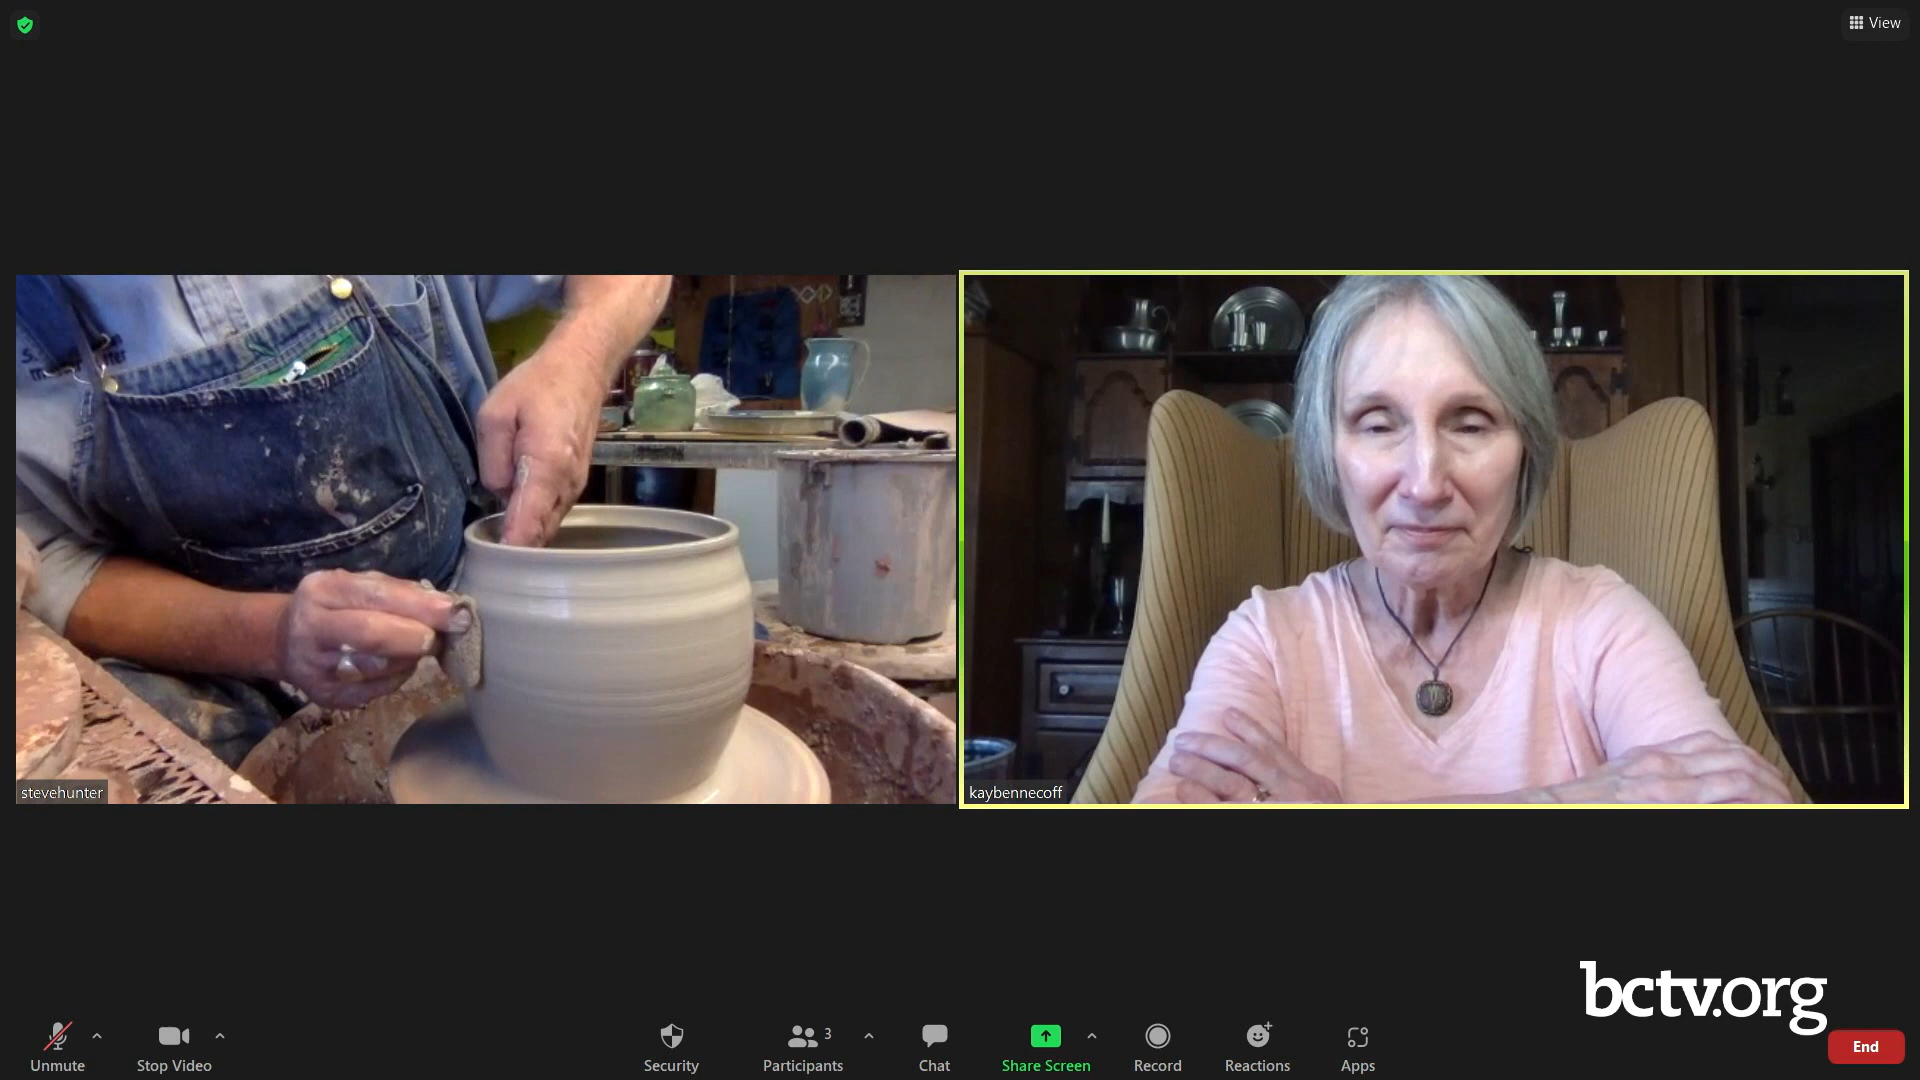 View
stevehunter
kaybennecoff
bctv.org
Unmute
Stop Video
Security
Participants
3
Chat
Share Screen
Record
Reactions
Apps
End